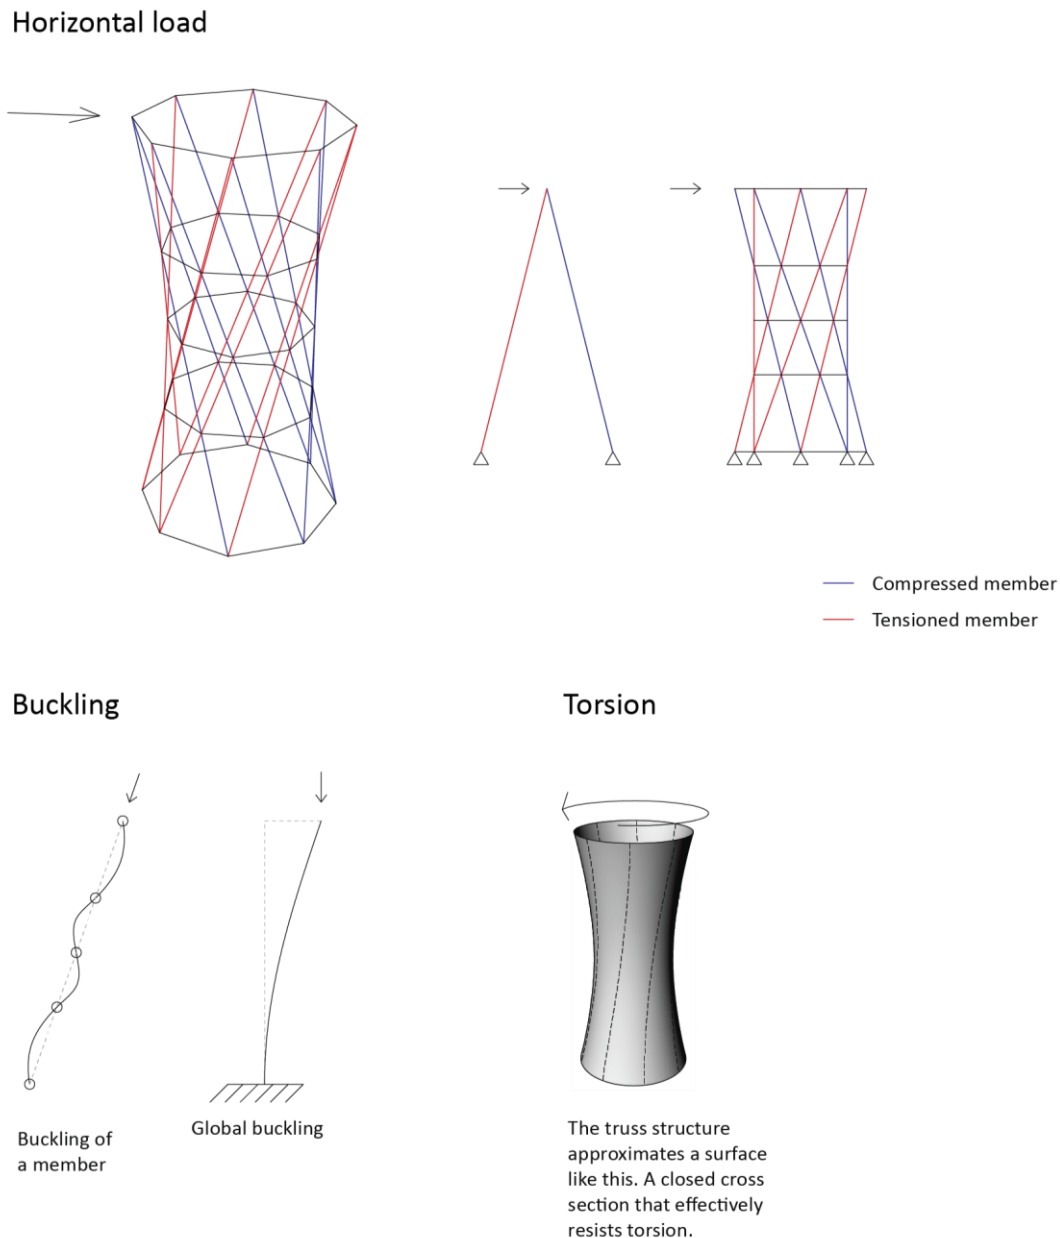 Horizontal load
Compressed member
Tensioned member
Buckling
Torsion
Buckling of
a member
Global buckling
The truss structure
approximates a surface
like this. A closed cross
section that effectively
resists torsion.